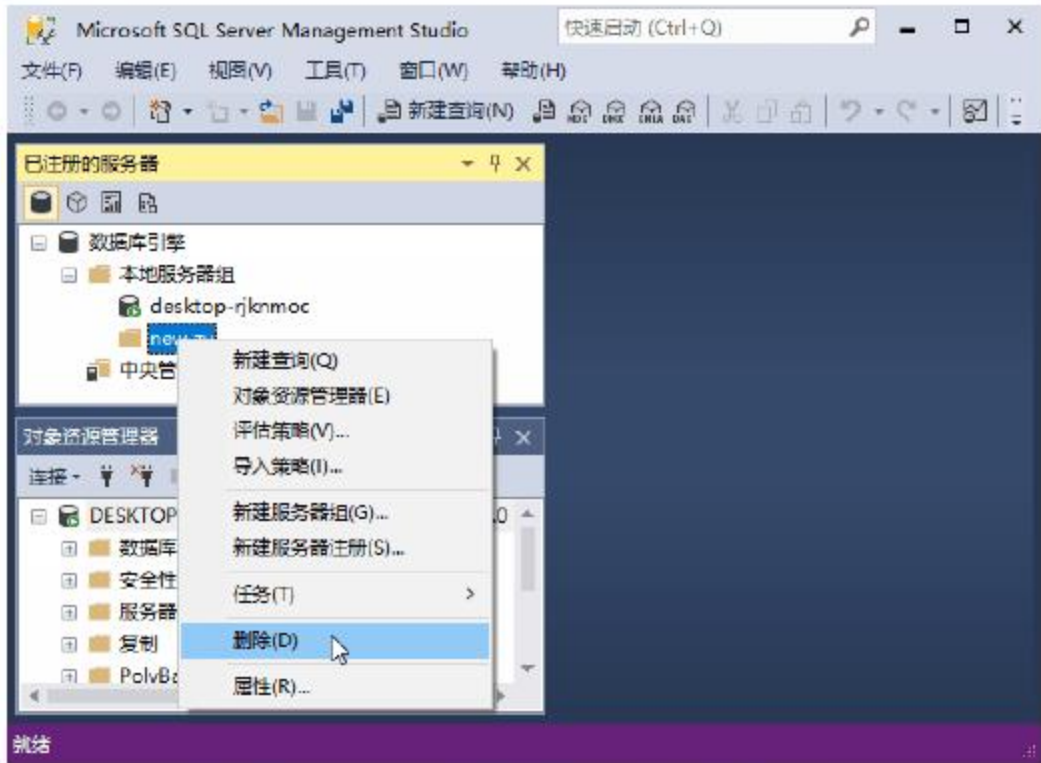 Microsoft SQL Server Management Studio
快速启动 (Ctrl+Q)
文件(F) 编辑(E) 视图(V) 工具(T) 窗口(W) 帮助(H)
新建查询(N)
已注册的服务器
数据库引擎
本地服务器组
desktop-rjknmoc
中央管
新建查询(Q)
对象资源管理器(E)
评估策略(V)...
导入策略(I)...
新建服务器组(G)...
新建服务器注册(S)...
任务(T)
删除(D)
属性(R)...
对象资源管理器
连接
DESKTOP
数据库
安全性
服务器
复制
PolyBa
就绪